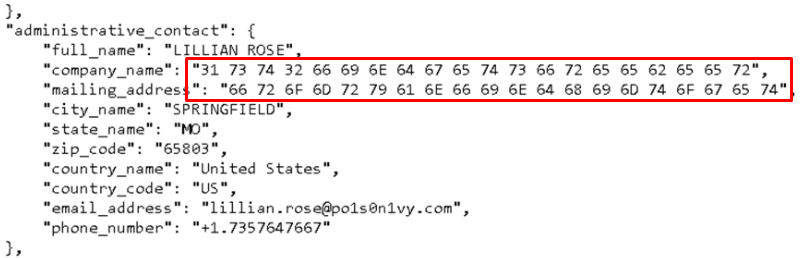 },
"administrative_contact": {
"full_name": "LILLIAN ROSE",
"company_name": "31 73 74 32 66 69 6E 64 67 65 74 73 66 72 65 65 62 65 65 72",
"mailing_address": "66 72 6F 6D 72 79 61 6E 66 69 6E 64 68 69 6D 74 6F 67 65 74",
"city_name": "SPRINGFIELD",
"state_name": "MO",
"zip_code": "65803",
"country_name": "United States",
"country_code": "US",
"email_address": "lillian.rose@po1s0n1vy.com",
"phone_number": "+1.7357647667"
},